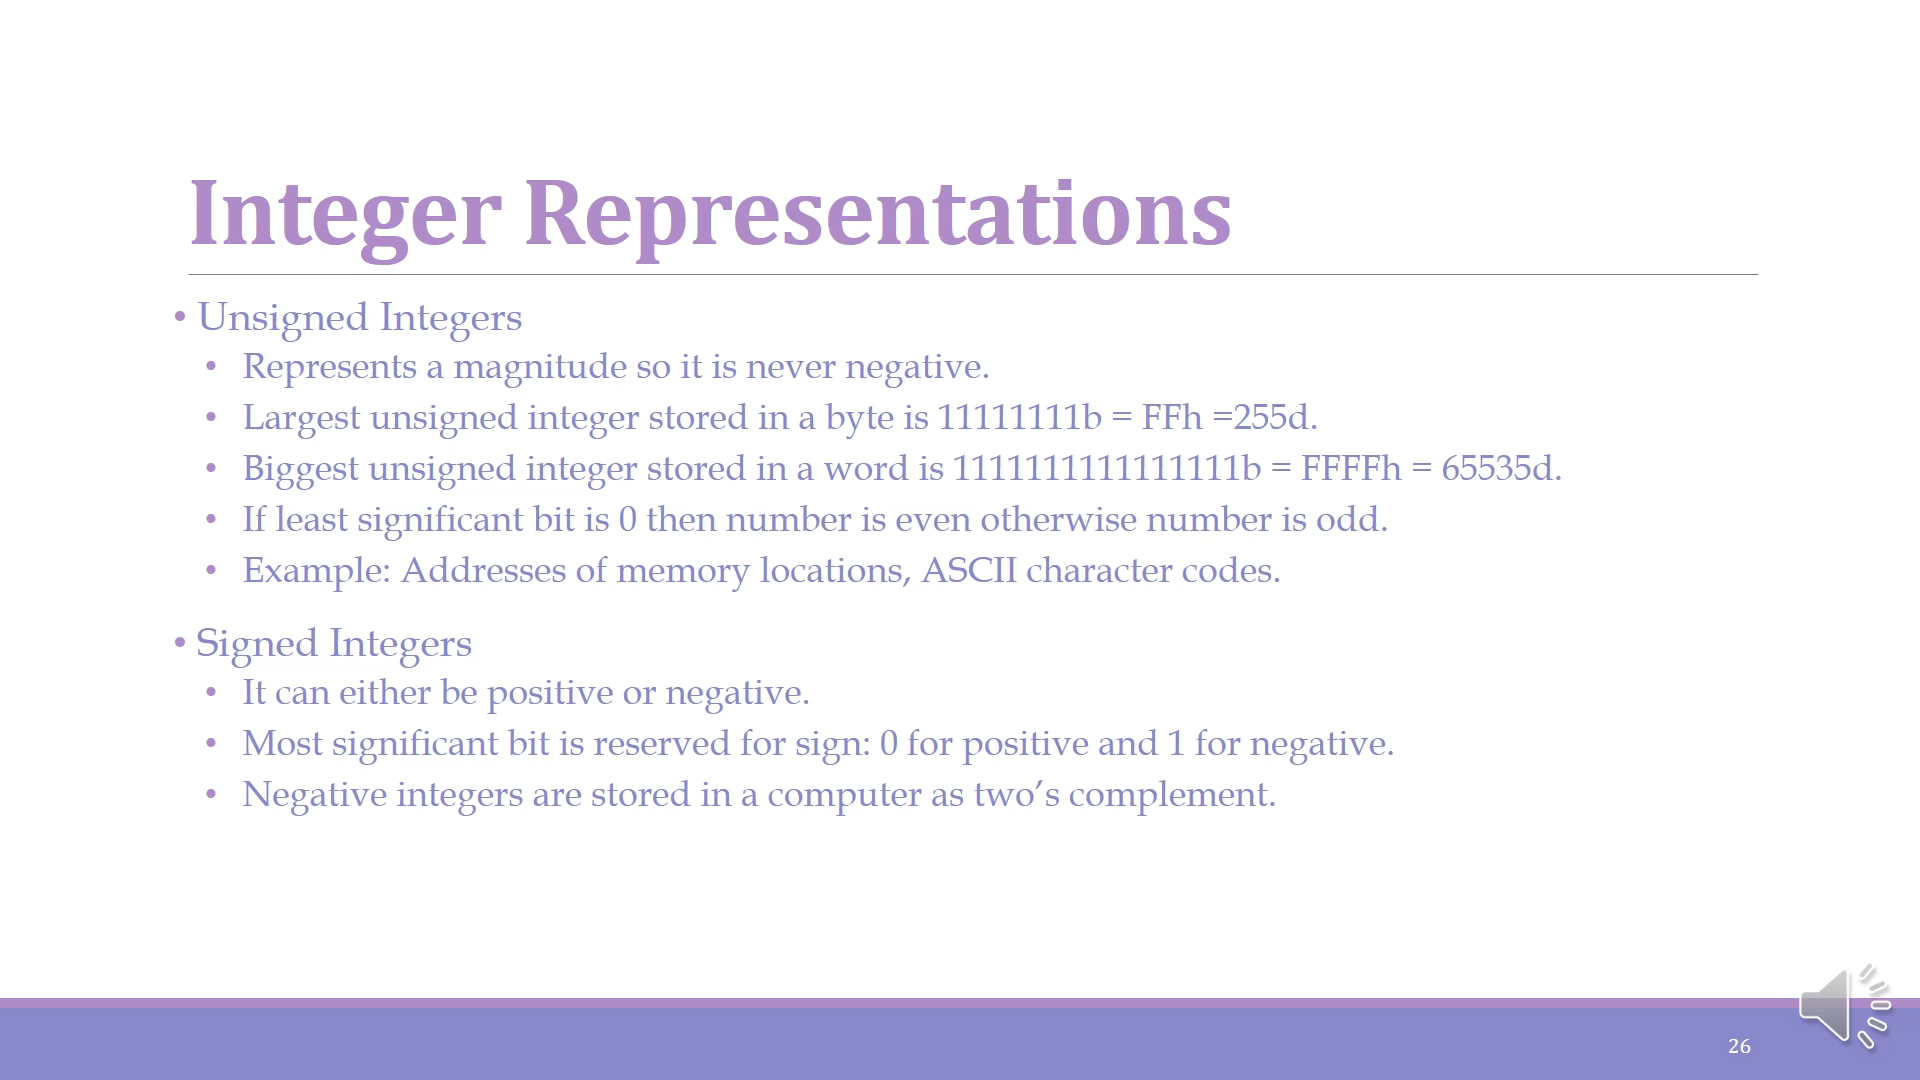 Integer Representations
• Unsigned Integers
• Represents a magnitude so it is never negative.
• Largest unsigned integer stored in a byte is 11111111b = FFh =255d.
• Biggest unsigned integer stored in a word is 1111111111111111b = FFFFh = 65535d.
• If least significant bit is 0 then number is even otherwise number is odd.
• Example: Addresses of memory locations, ASCII character codes.
• Signed Integers
• It can either be positive or negative.
• Most significant bit is reserved for sign: 0 for positive and 1 for negative.
• Negative integers are stored in a computer as two’s complement.
26